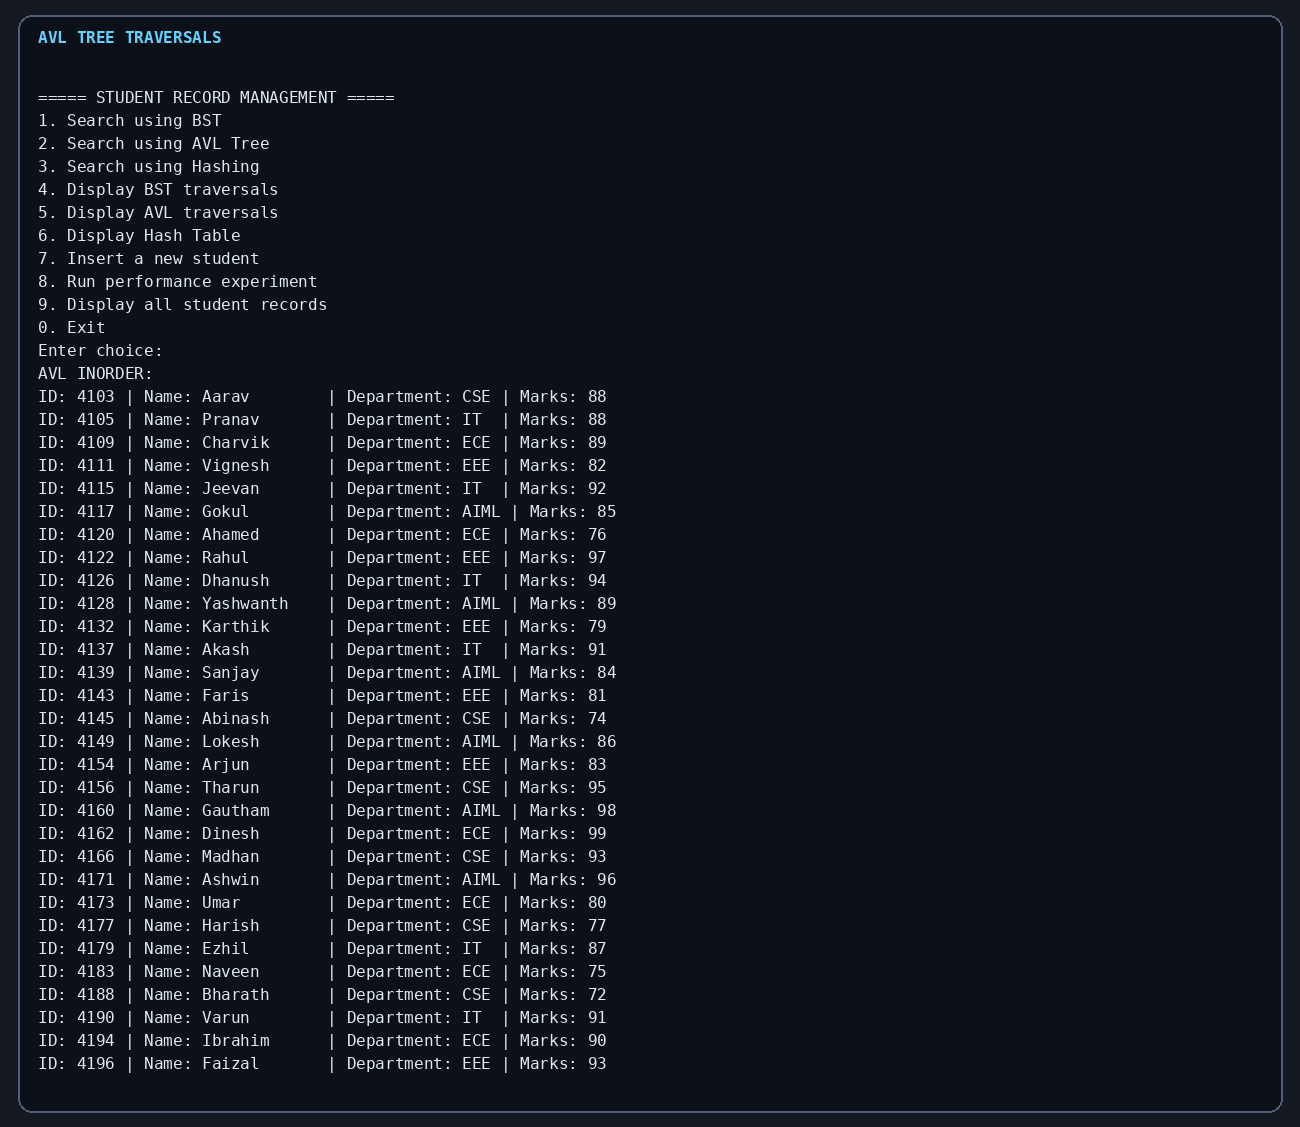 AVL TREE TRAVERSALS
===== STUDENT RECORD MANAGEMENT =====
1. Search using BST
2. Search using AVL Tree
3. Search using Hashing
4. Display BST traversals
5. Display AVL traversals
6. Display Hash Table
7. Insert a new student
8. Run performance experiment
9. Display all student records
0. Exit
Enter choice:
AVL INORDER:
ID: 4103 | Name: Aarav        | Department: CSE | Marks: 88
ID: 4105 | Name: Pranav       | Department: IT  | Marks: 88
ID: 4109 | Name: Charvik      | Department: ECE | Marks: 89
ID: 4111 | Name: Vignesh      | Department: EEE | Marks: 82
ID: 4115 | Name: Jeevan       | Department: IT  | Marks: 92
ID: 4117 | Name: Gokul        | Department: AIML | Marks: 85
ID: 4120 | Name: Ahamed       | Department: ECE | Marks: 76
ID: 4122 | Name: Rahul        | Department: EEE | Marks: 97
ID: 4126 | Name: Dhanush      | Department: IT  | Marks: 94
ID: 4128 | Name: Yashwanth    | Department: AIML | Marks: 89
ID: 4132 | Name: Karthik      | Department: EEE | Marks: 79
ID: 4137 | Name: Akash        | Department: IT  | Marks: 91
ID: 4139 | Name: Sanjay       | Department: AIML | Marks: 84
ID: 4143 | Name: Faris        | Department: EEE | Marks: 81
ID: 4145 | Name: Abinash      | Department: CSE | Marks: 74
ID: 4149 | Name: Lokesh       | Department: AIML | Marks: 86
ID: 4154 | Name: Arjun        | Department: EEE | Marks: 83
ID: 4156 | Name: Tharun       | Department: CSE | Marks: 95
ID: 4160 | Name: Gautham      | Department: AIML | Marks: 98
ID: 4162 | Name: Dinesh       | Department: ECE | Marks: 99
ID: 4166 | Name: Madhan       | Department: CSE | Marks: 93
ID: 4171 | Name: Ashwin       | Department: AIML | Marks: 96
ID: 4173 | Name: Umar         | Department: ECE | Marks: 80
ID: 4177 | Name: Harish       | Department: CSE | Marks: 77
ID: 4179 | Name: Ezhil        | Department: IT  | Marks: 87
ID: 4183 | Name: Naveen       | Department: ECE | Marks: 75
ID: 4188 | Name: Bharath      | Department: CSE | Marks: 72
ID: 4190 | Name: Varun        | Department: IT  | Marks: 91
ID: 4194 | Name: Ibrahim      | Department: ECE | Marks: 90
ID: 4196 | Name: Faizal       | Department: EEE | Marks: 93